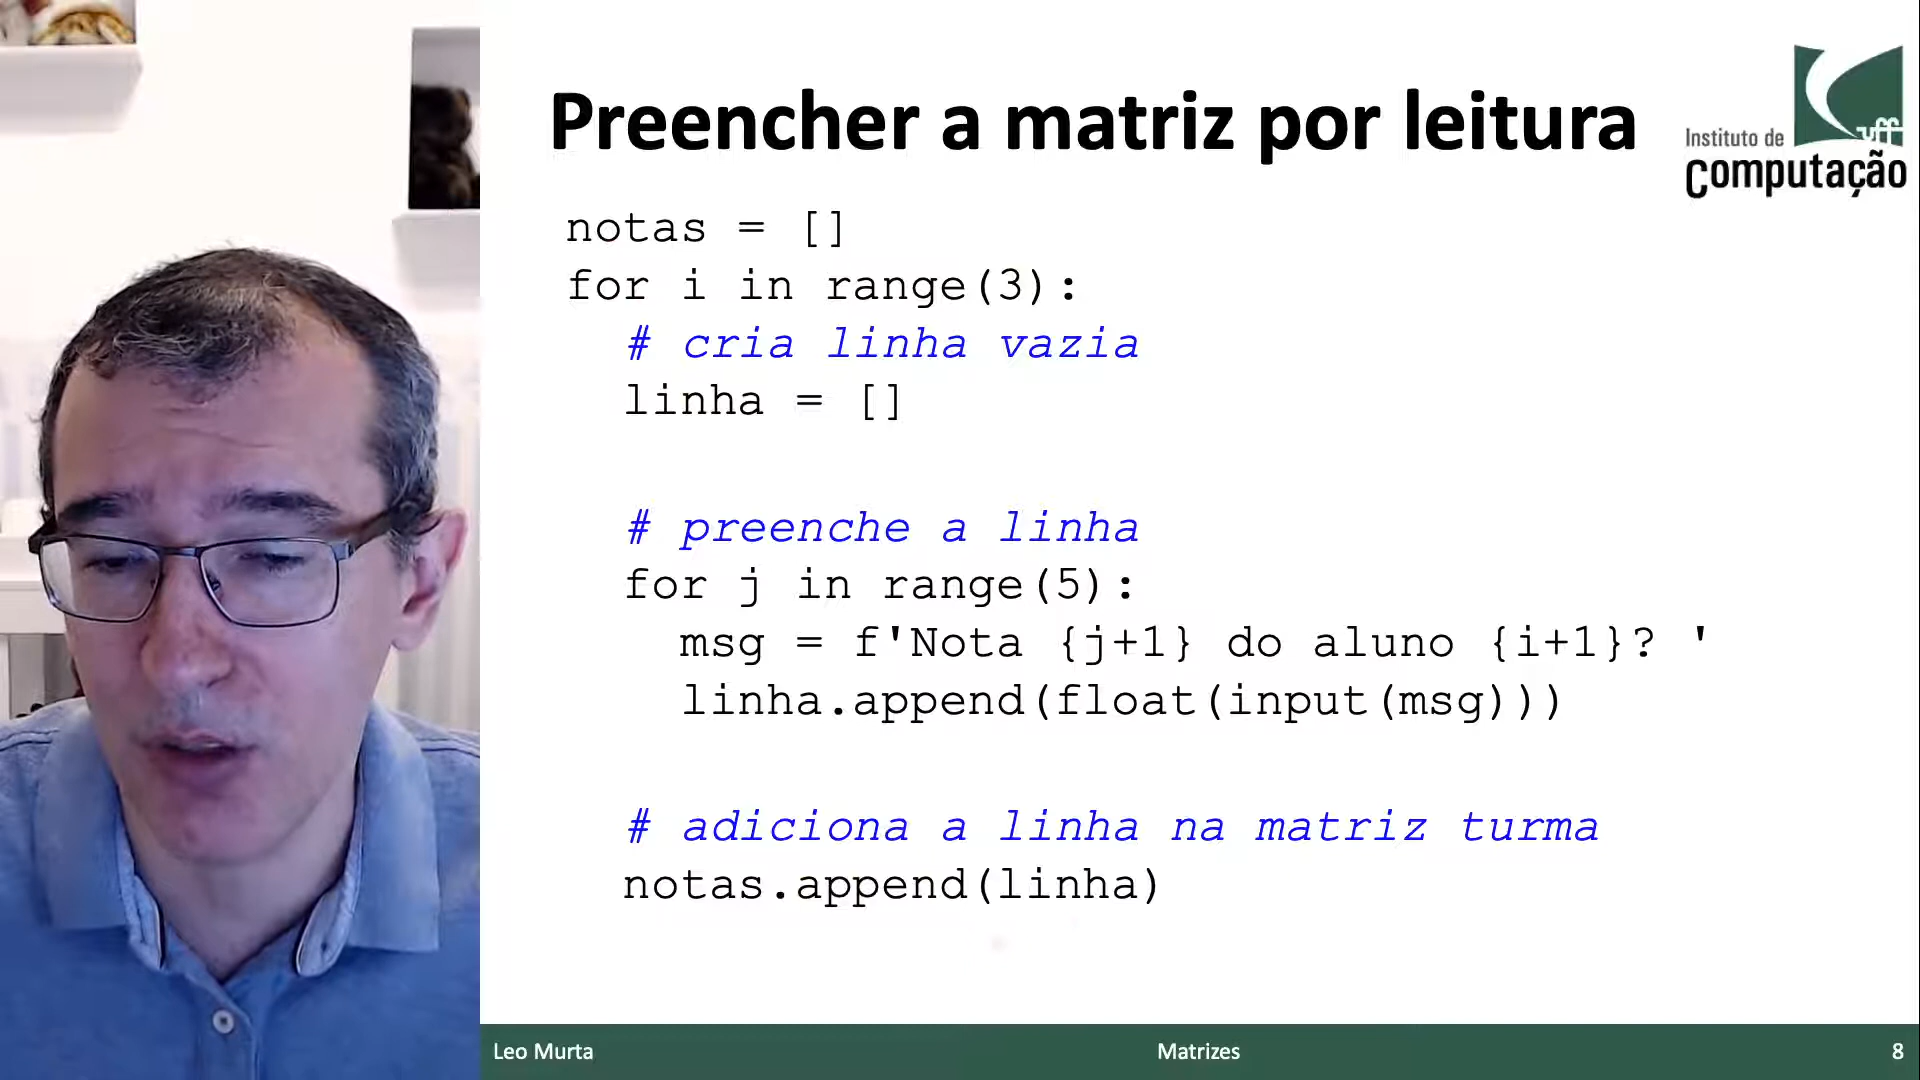 Preencher a matriz por leitura
uff
Instituto de
computação
notas = []
for i in range(3):
# cria linha vazia
linha = []
# preenche a linha
for j in range(5):
msg = f'Nota {j+1} do aluno {i+1}? '
linha.append(float(input(msg)))
# adiciona a linha na matriz turma
notas.append(linha)
Leo Murta
Matrizes
8